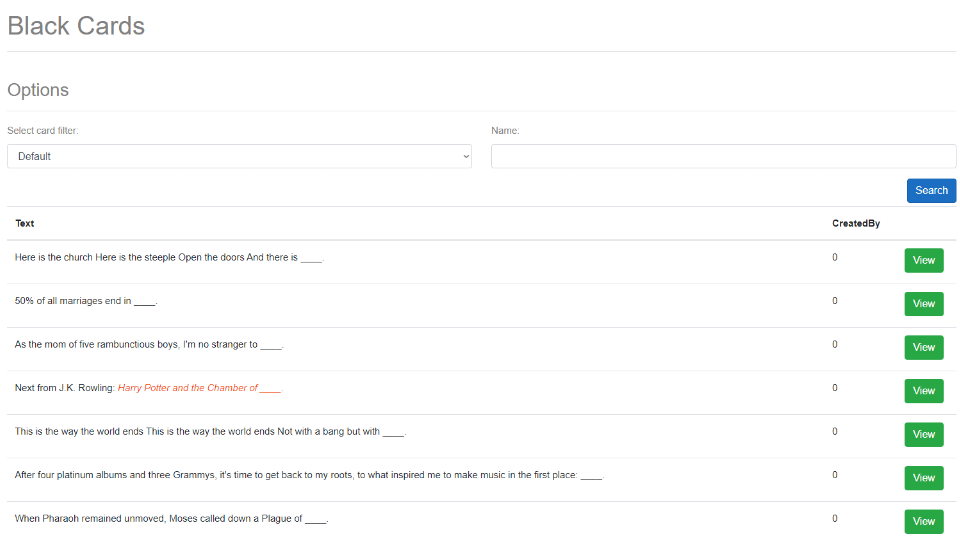 Black Cards
Options
Select card filter:
Name:
Default
Search
Text CreatedBy
Here is the church Here is the steeple Open the doors And there is ____. 0 View
50% of all marriages end in ____. 0 View
As the mom of five rambunctious boys, I'm no stranger to ____. 0 View
Next from J.K. Rowling: Harry Potter and the Chamber of ____ 0 View
This is the way the world ends This is the way the world ends Not with a bang but with ____. 0 View
After four platinum albums and three Grammys, it's time to get back to my roots, to what inspired me to make music in the first place: ____. 0 View
When Pharaoh remained unmoved, Moses called down a Plague of ____. 0 View